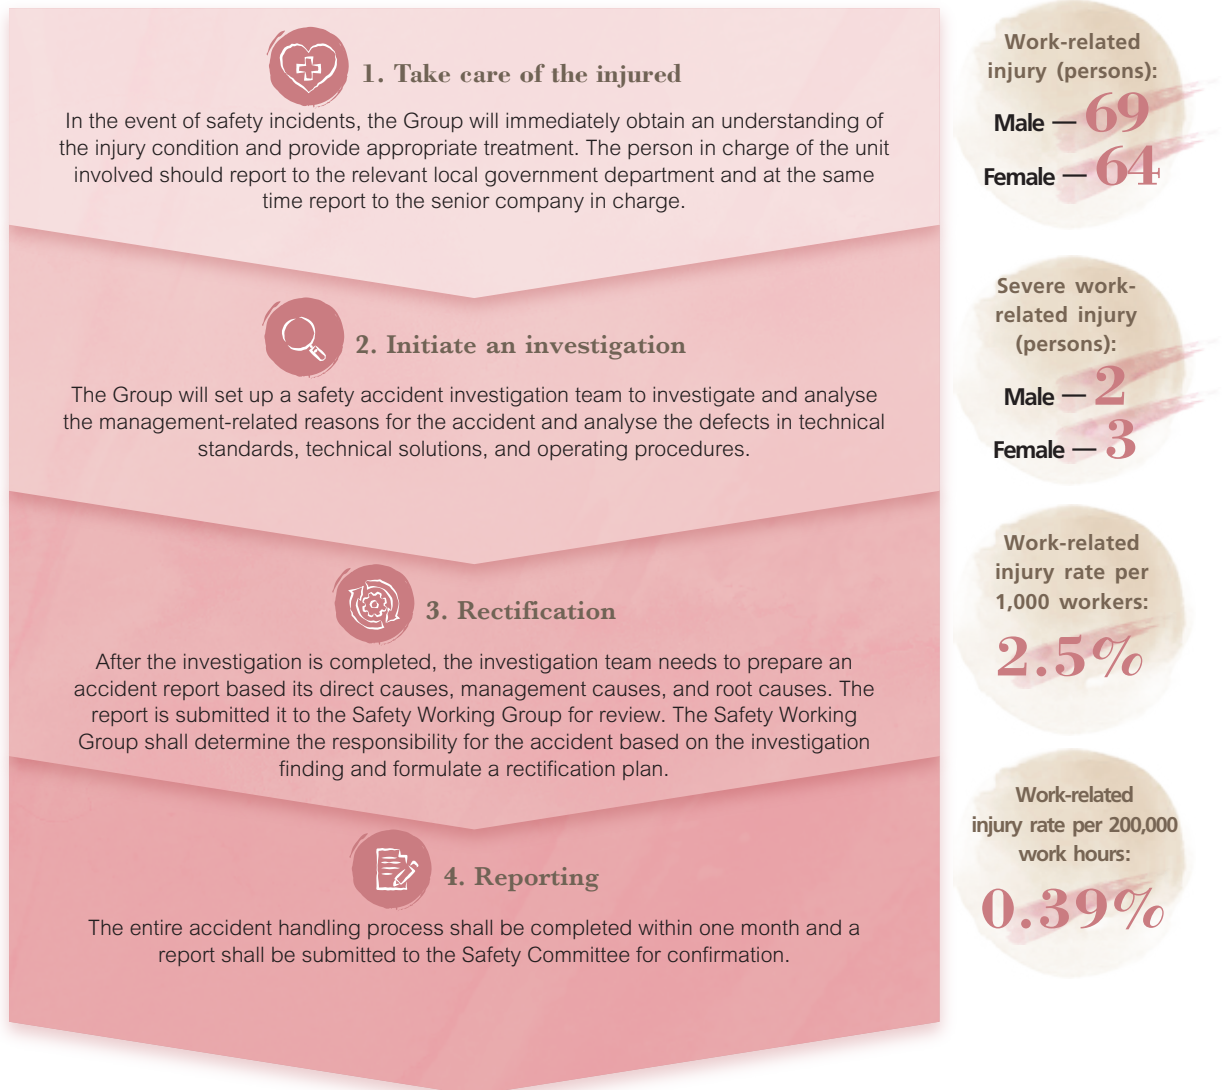 1. Take care of the injured
In the event of safety incidents, the Group will immediately obtain an understanding of
the injury condition and provide appropriate treatment. The person in charge of the unit
involved should report to the relevant local government department and at the same
time report to the senior company in charge.
2. Initiate an investigation
The Group will set up a safety accident investigation team to investigate and analyse
the management-related reasons for the accident and analyse the defects in technical
standards, technical solutions, and operating procedures.
3. Rectification
After the investigation is completed, the investigation team needs to prepare an
accident report based its direct causes, management causes, and root causes. The
report is submitted it to the Safety Working Group for review. The Safety Working
Group shall determine the responsibility for the accident based on the investigation
finding and formulate a rectification plan.
4. Reporting
The entire accident handling process shall be completed within one month and a
report shall be submitted to the Safety Committee for confirmation.
Work-related
injury (persons):
Male — 69
Female — 64
Severe work-
related injury
(persons):
Male — 2
Female — 3
Work-related
injury rate per
1,000 workers:
2.5%
Work-related
injury rate per 200,000
work hours:
0.39%